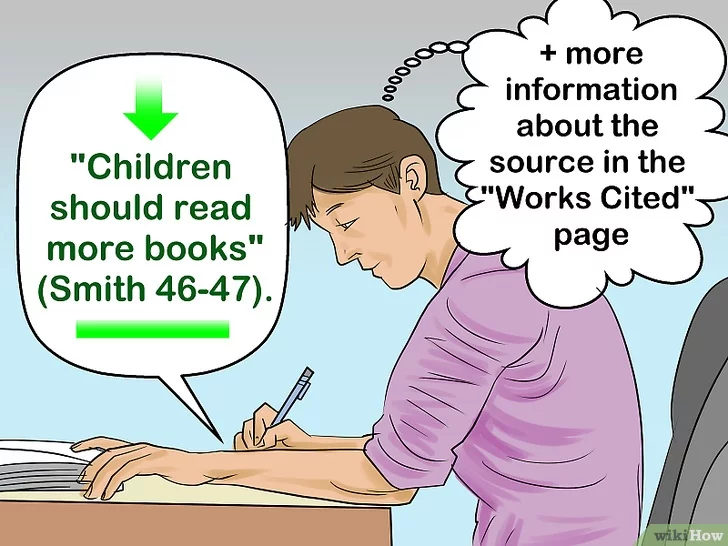 "Children
should read
more books"
(Smith 46-47).
+ more
information
about the
source in the
"Works Cited"
page
wikiHow